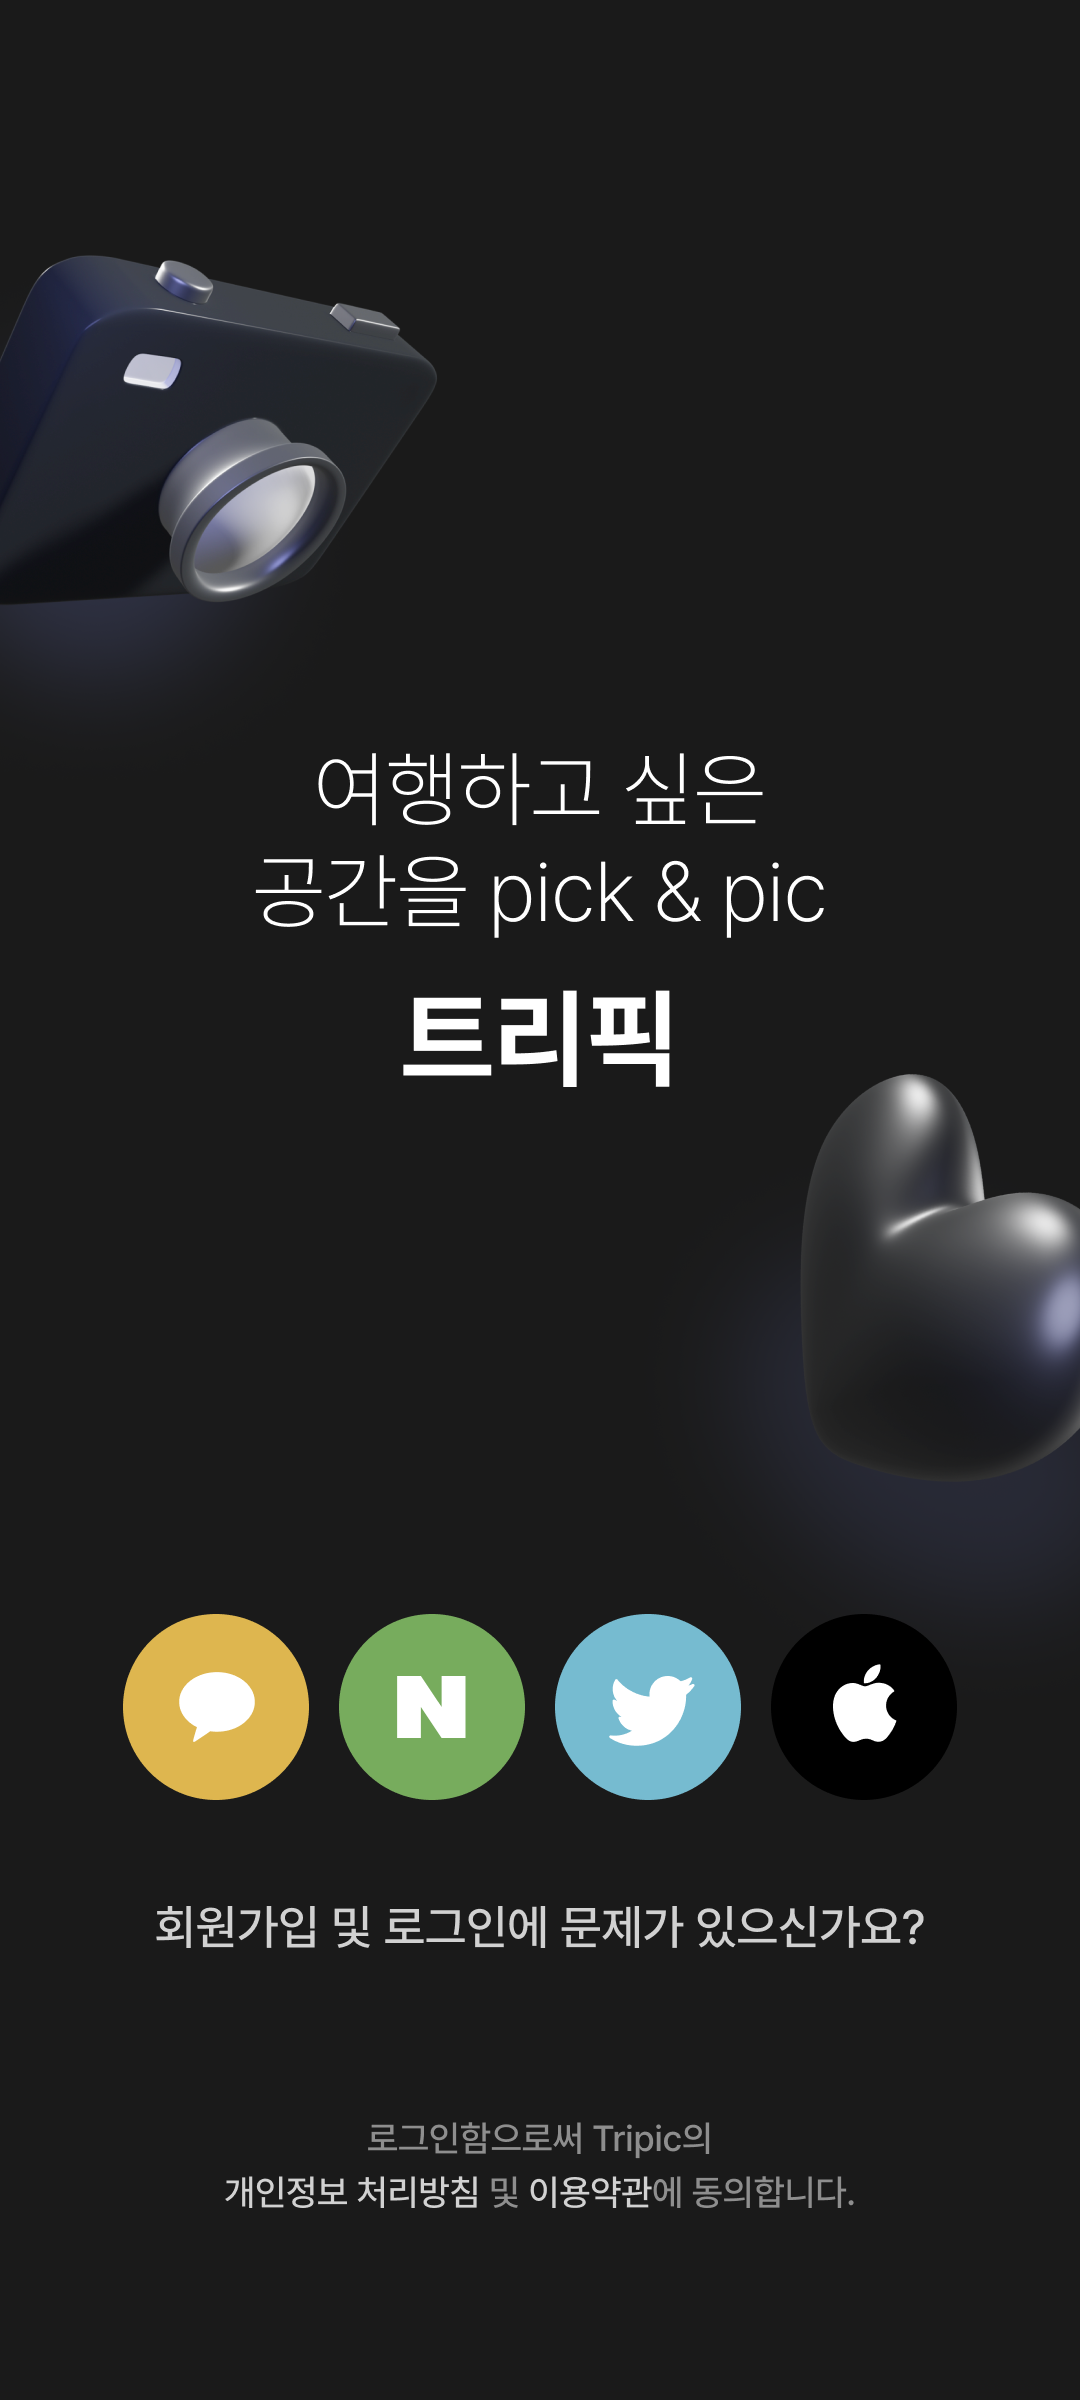 여행하고 싶은
공간을 pick & pic
트리픽
N
회원가입 및 로그인에 문제가 있으신가요?
로그인함으로써 Tripic의
개인정보 처리방침 및 이용약관에 동의합니다.